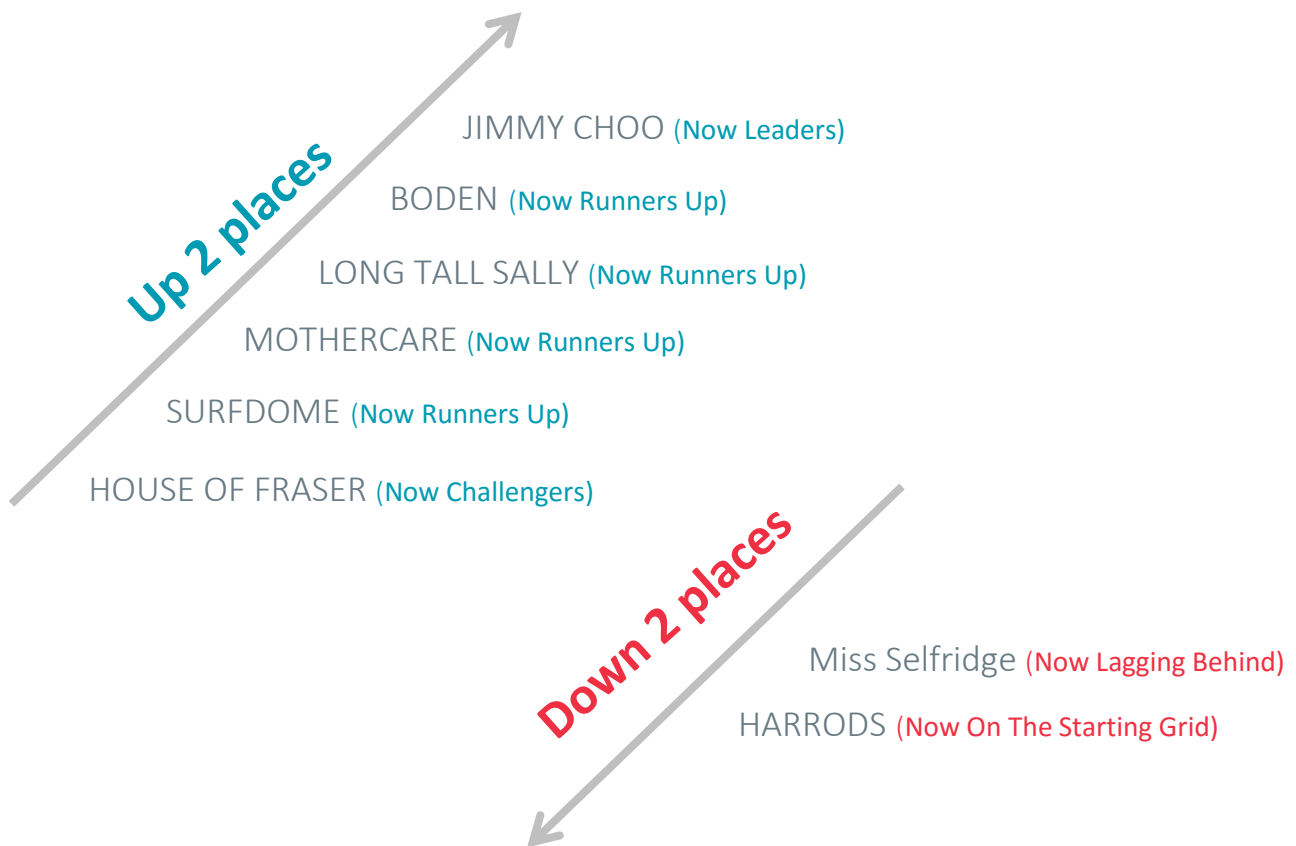 Up 2 places
JIMMY CHOO (Now Leaders)
BODEN (Now Runners Up)
LONG TALL SALLY (Now Runners Up)
MOTHERCARE (Now Runners Up)
SURFDOME (Now Runners Up)
HOUSE OF FRASER (Now Challengers)
Down 2 places
Miss Selfridge (Now Lagging Behind)
HARRODS (Now On The Starting Grid)